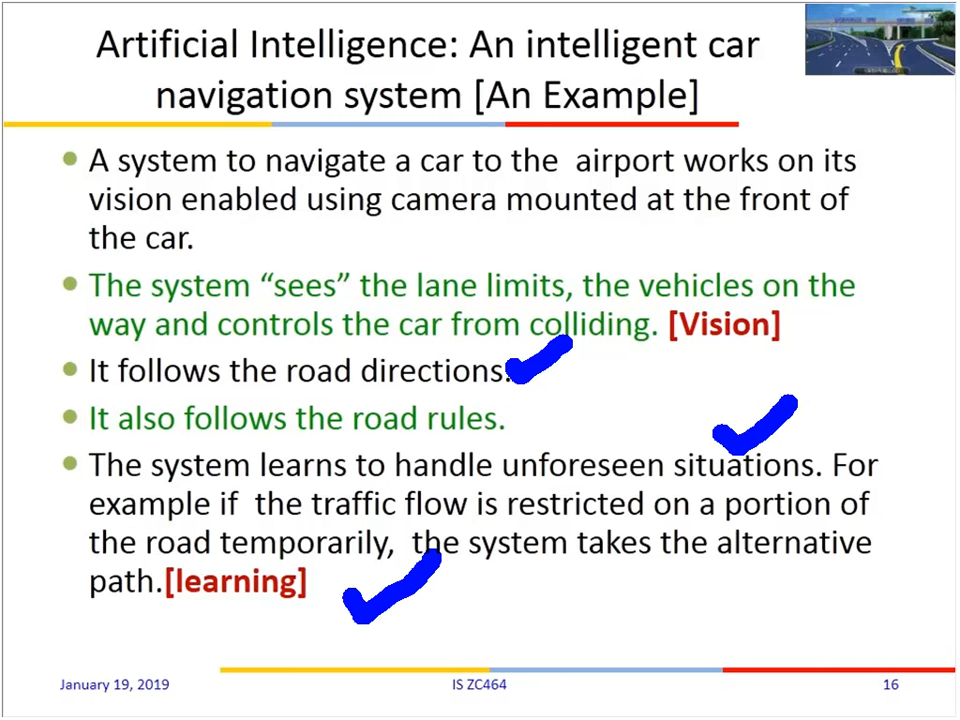 Artificial Intelligence: An intelligent car
navigation system [An Example]
• A system to navigate a car to the airport works on its
vision enabled using camera mounted at the front of
the car.
• The system “sees” the lane limits, the vehicles on the
way and controls the car from colliding. [Vision]
• It follows the road directions.
• It also follows the road rules.
• The system learns to handle unforeseen situations. For
example if the traffic flow is restricted on a portion of
the road temporarily, the system takes the alternative
path.[learning]
January 19, 2019
IS ZC464
16